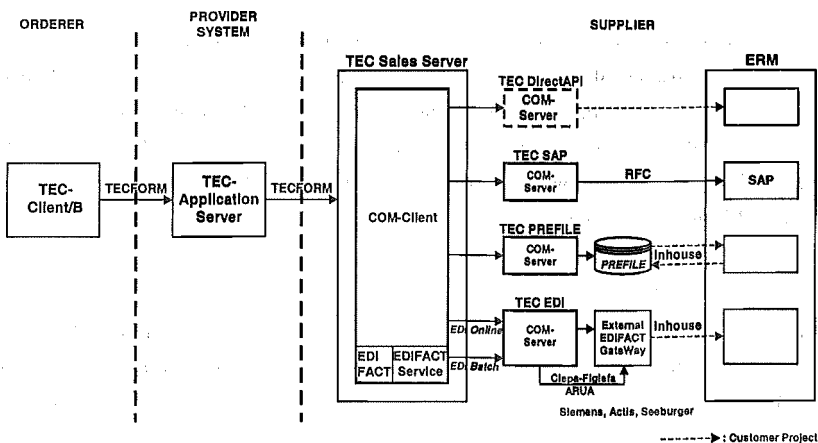 ORDERER
PROVIDER
SYSTEM
SUPPLIER
TEC Sales Server
ERM
TEC DirectAPI
COM-
Server
TEC-
Client/B
TECFORM
TEC-
Application
Server
TECFORM
COM-Client
TEC SAP
COM-
Server
RFC
SAP
TEC PREFILE
COM-
Server
PREFILE
Inhouse
TEC EDI
EDI Online
COM-
Server
External
EDIFACT
GatsWay
Inhouse
EDI
FACT
EDIFACT
Service
EDI Batch
Clepa-Figlefa
ARUA
Siemens, Actis, Seeburger
: Customer Project